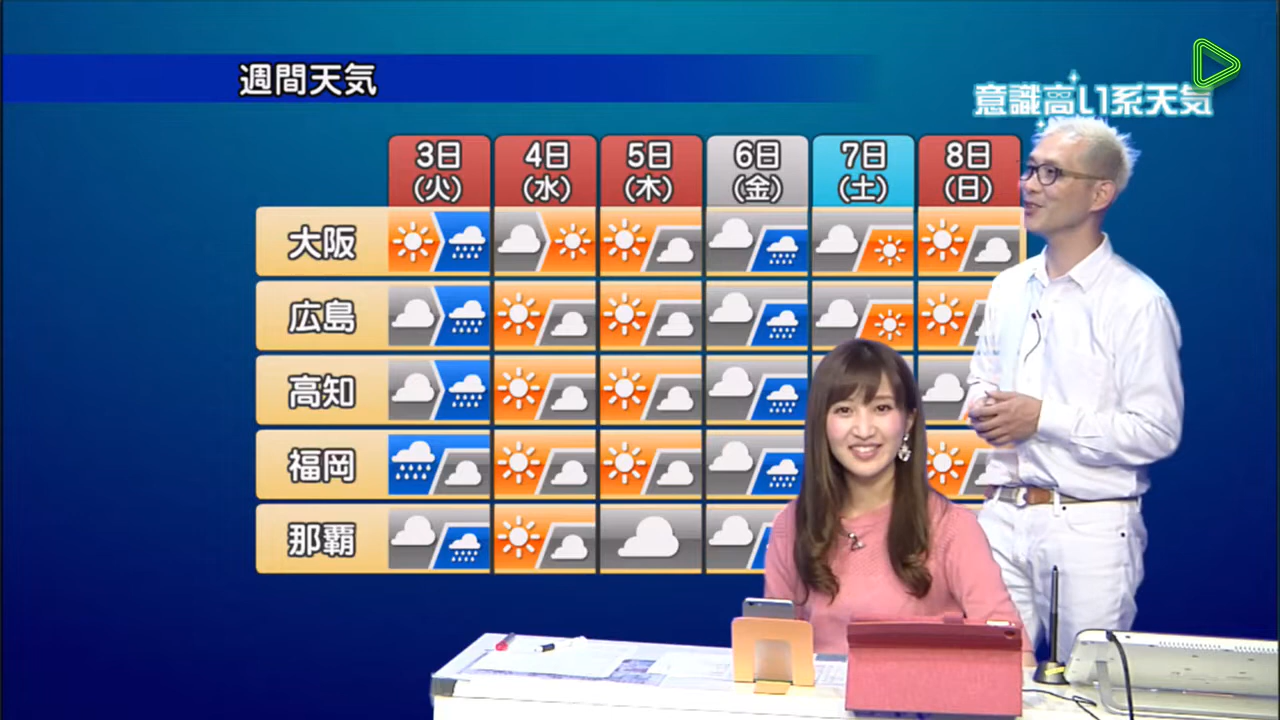 週間天気
意識高い系天気
3日 4日 5日 6日 7日 8日
(火) (水) (木) (金) (土) (日)
大阪
広島
高知
福岡
那覇